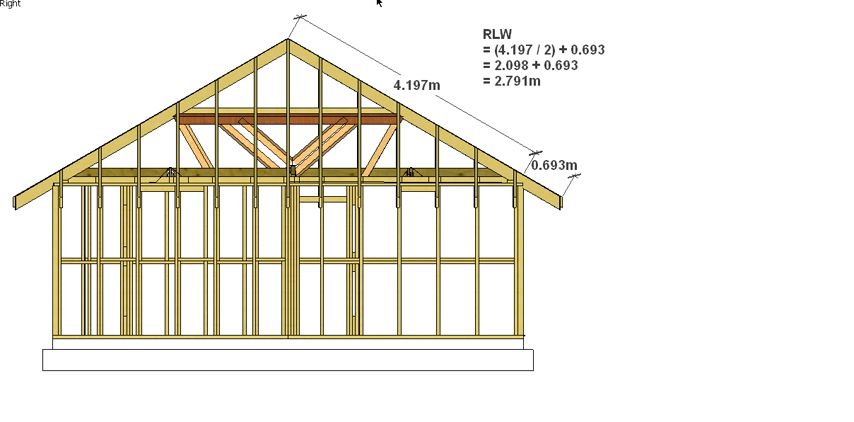 Right
RLW
= (4.197 / 2) + 0.693
= 2.098 + 0.693
= 2.791m
4.197m
0.693m